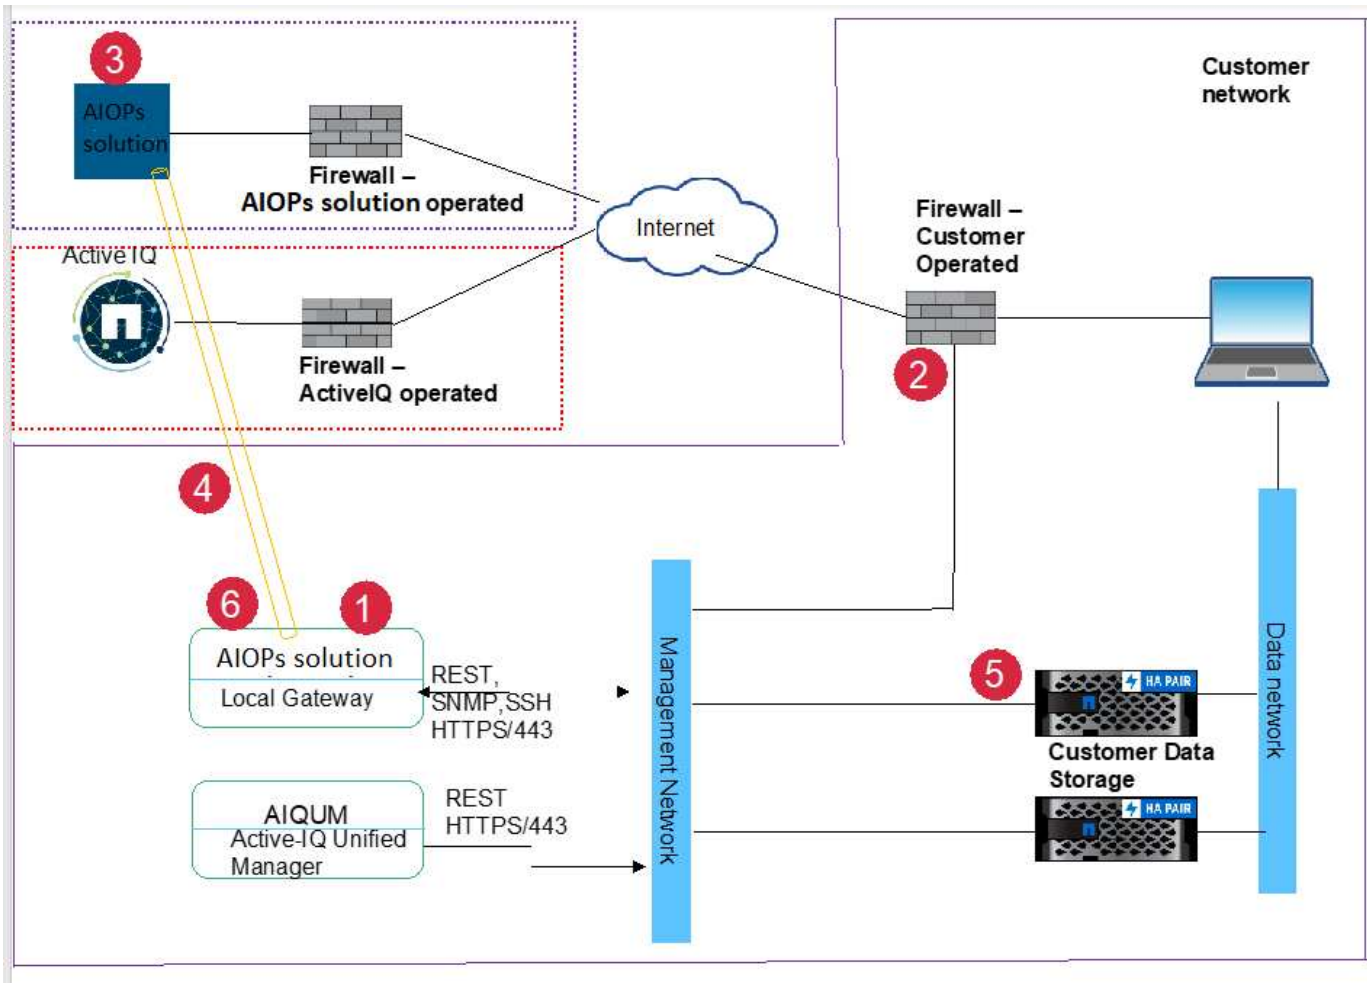 3
AIOPs
solution
Firewall –
AIOPs solution operated
Active IQ
Firewall –
ActiveIQ operated
Internet
Customer
network
Firewall –
Customer
Operated
2
4
6
1
AIOPs solution
Local Gateway
REST,
SNMP,SSH
HTTPS/443
AIQUM
Active-IQ Unified
Manager
REST
HTTPS/443
Management Network
5
HA PAIR
Customer Data
Storage
HA PAIR
Data network